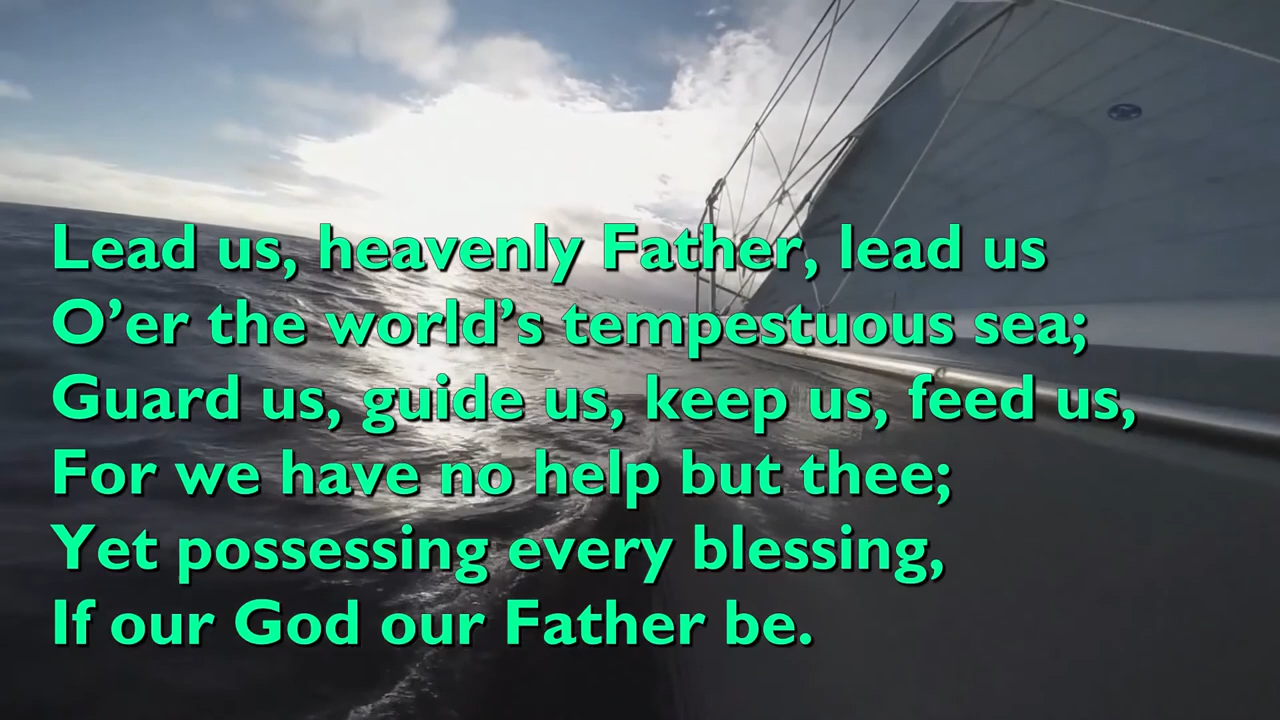 Lead us, heavenly Father, lead us
O’er the world’s tempestuous sea;
Guard us, guide us, keep us, feed us,
For we have no help but thee;
Yet possessing every blessing,
If our God our Father be.